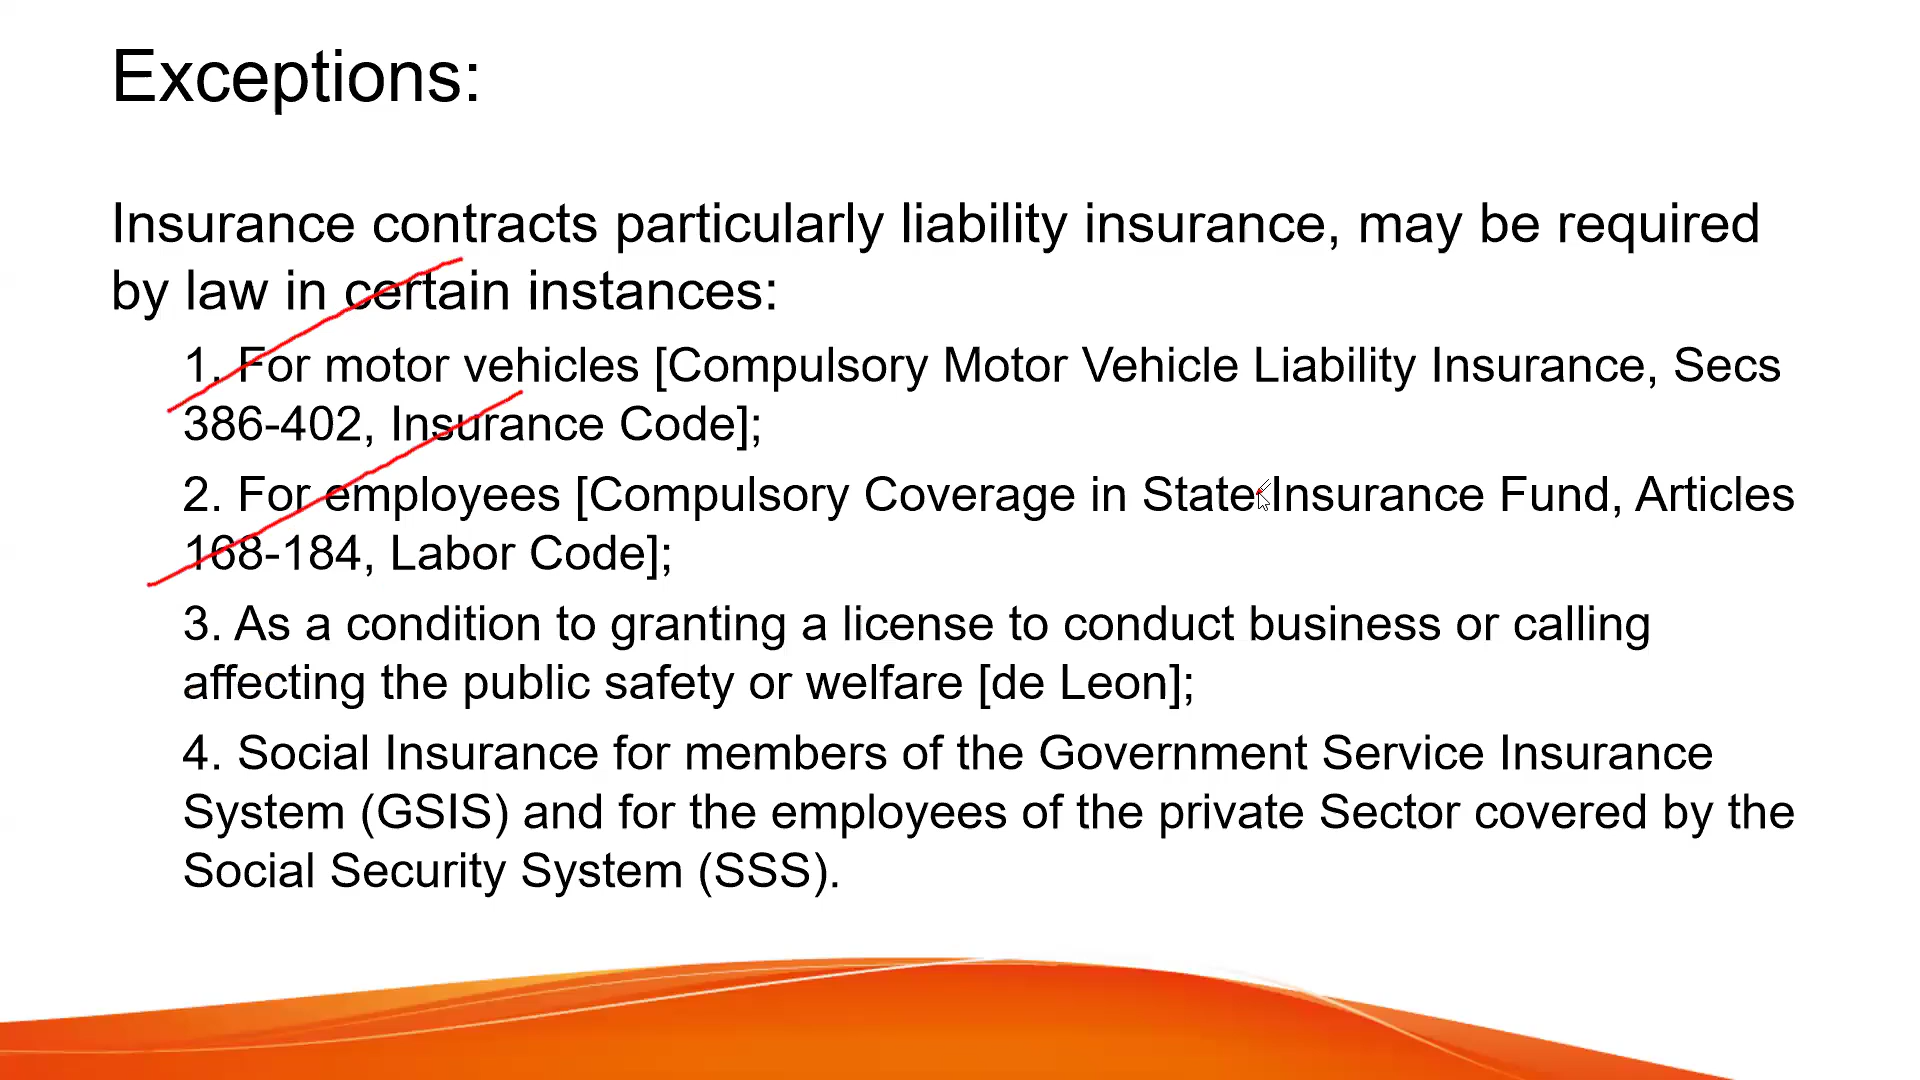 Exceptions:
Insurance contracts particularly liability insurance, may be required
by law in certain instances:
1. For motor vehicles [Compulsory Motor Vehicle Liability Insurance, Secs
386-402, Insurance Code];
2. For employees [Compulsory Coverage in State Insurance Fund, Articles
168-184, Labor Code];
3. As a condition to granting a license to conduct business or calling
affecting the public safety or welfare [de Leon];
4. Social Insurance for members of the Government Service Insurance
System (GSIS) and for the employees of the private Sector covered by the
Social Security System (SSS).